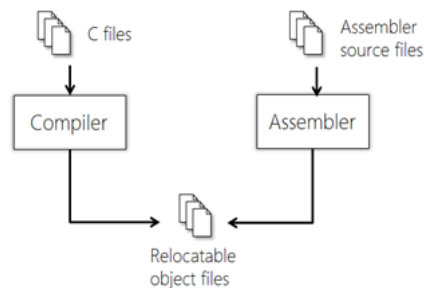 C files
Assembler
source files
Compiler
Assembler
Relocatable
object files